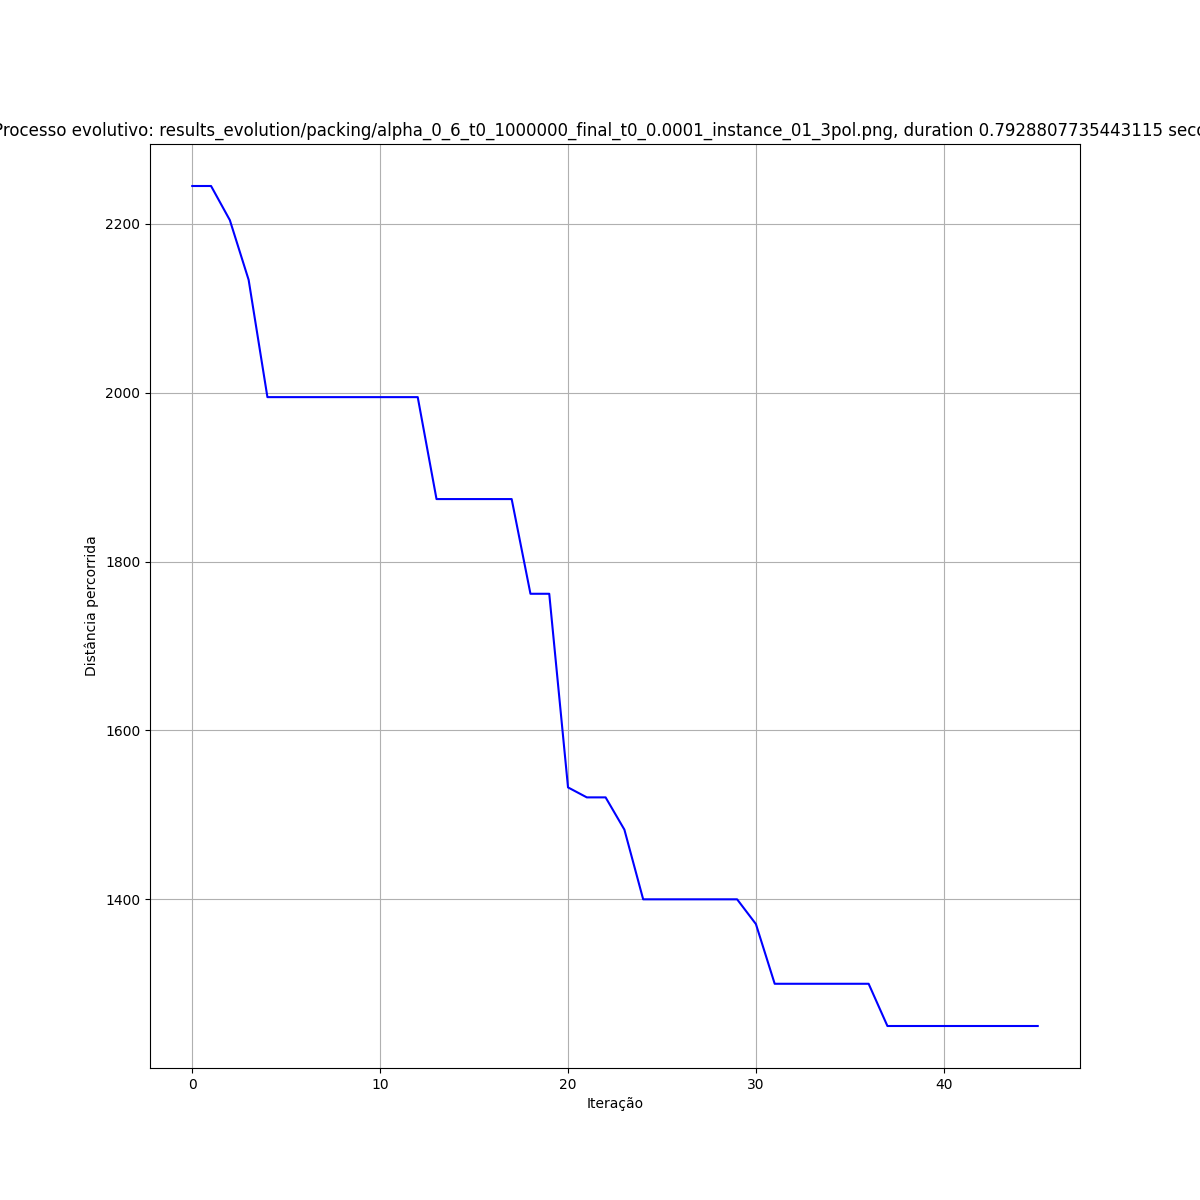 Processo evolutivo: results_evolution/packing/alpha_0_6_t0_1000000_final_t0_0.0001_instance_01_3pol.png, duration 0.7928807735443115 seco
2200
2000
1800
1600
1400
Distância percorrida
0 10 20 30 40
Iteração